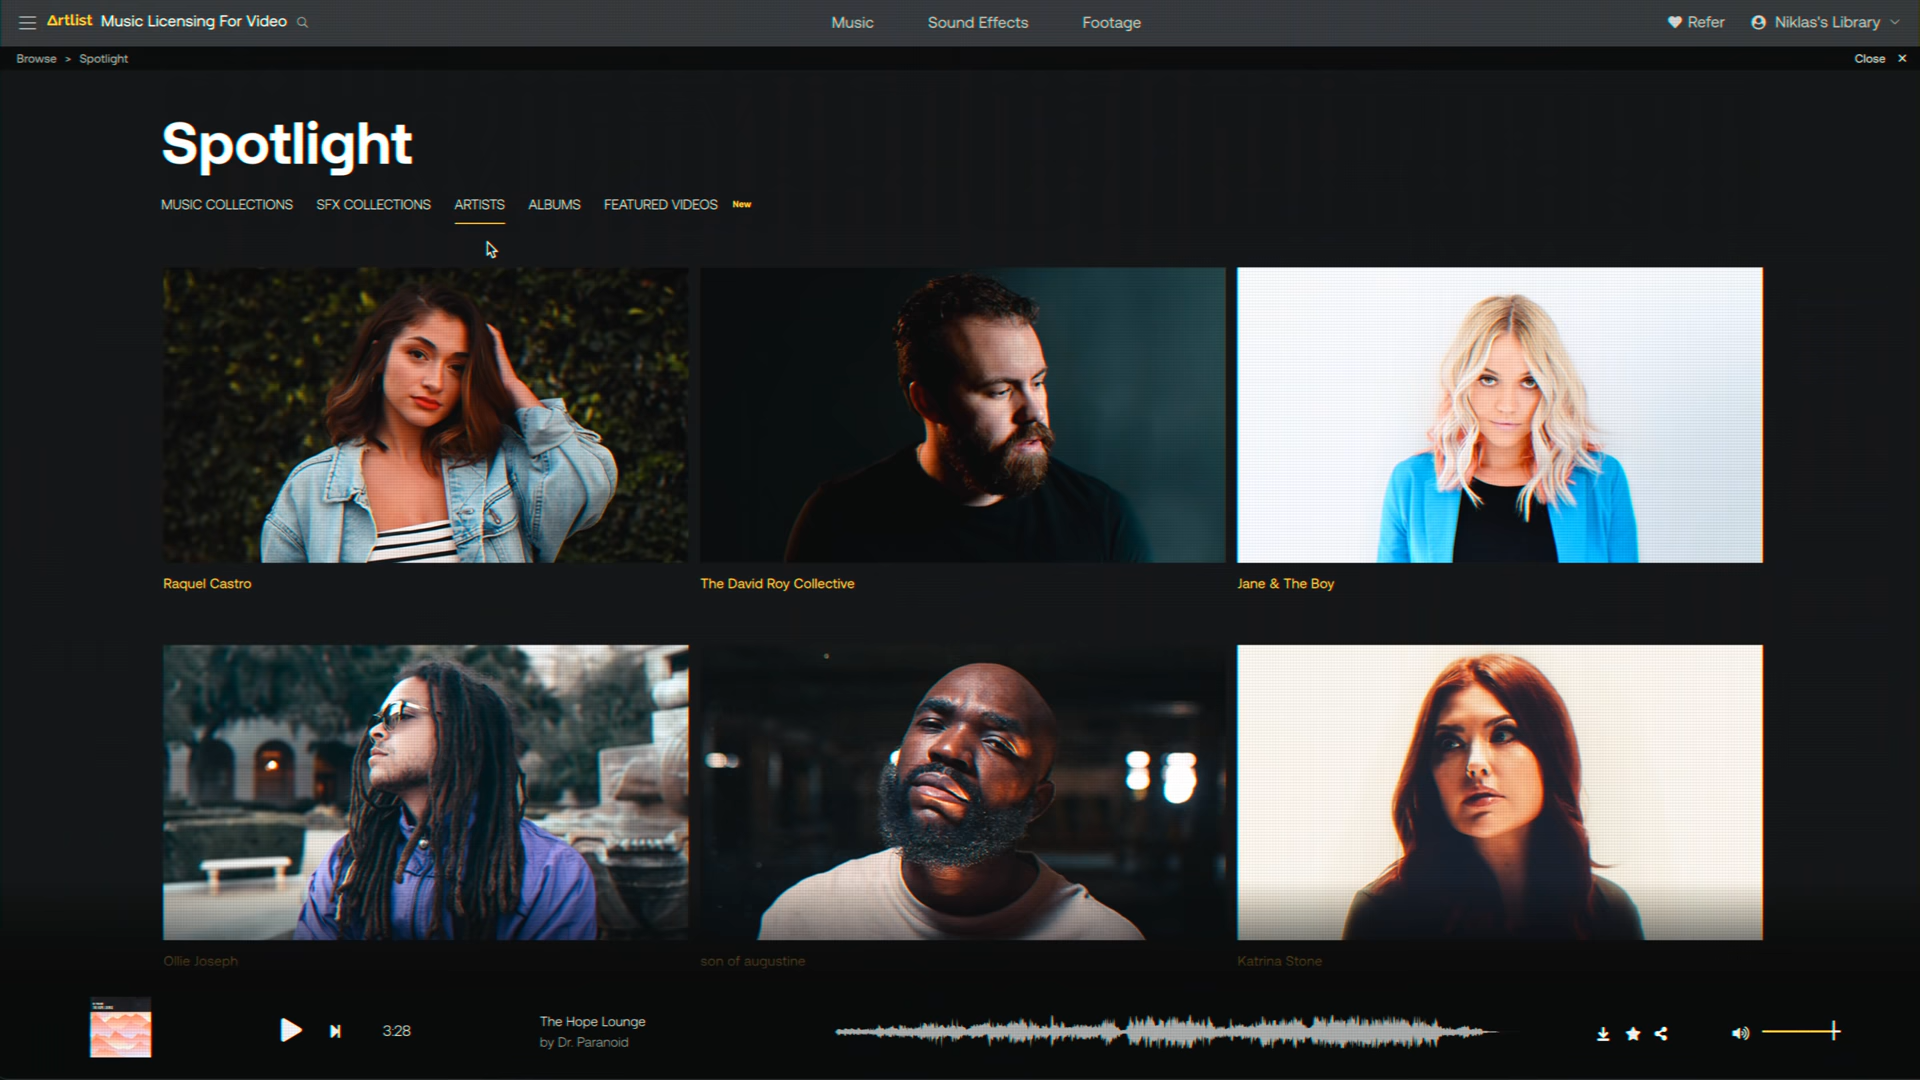 Artlist Music Licensing For Video
Music Sound Effects Footage
Refer Niklas's Library
Browse > Spotlight
Close ×
Spotlight
MUSIC COLLECTIONS SFX COLLECTIONS ARTISTS ALBUMS FEATURED VIDEOS New
Raquel Castro
The David Roy Collective
Jane & The Boy
Ollie Joseph
son of augustine
Katrina Stone
3:28
The Hope Lounge
by Dr. Paranoid